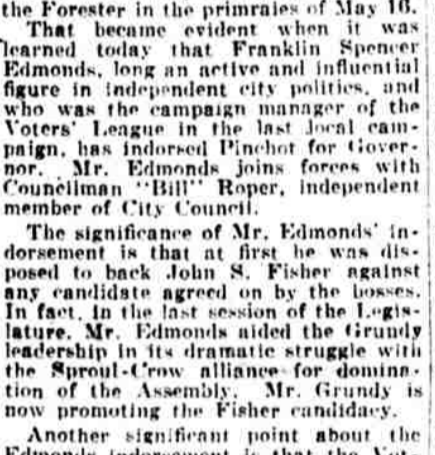 the Forester in the primraies of May 16.
That became evident when it was
learned today that Franklin Spencer
Edmonds, long an active and influential
figure in independent city politics, and
who was the campaign manager of the
Voters' League in the last local cam-
paign, has indorsed Pinchot for Gover-
nor. Mr. Edmonds joins forces with
Councilman "Bill" Roper, independent
member of City Council.
The significance of Mr. Edmonds' in-
dorsement is that at first he was dis-
posed to back John S. Fisher against
any candidate agreed on by the bosses.
In fact, in the last session of the Legis-
lature, Mr. Edmonds aided the Grundy
leadership in its dramatic struggle with
the Sproul-Crow alliance for domina-
tion of the Assembly. Mr. Grundy is
now promoting the Fisher candidacy.
Another significant point about the
Edmonds indorsement is that the Vot-